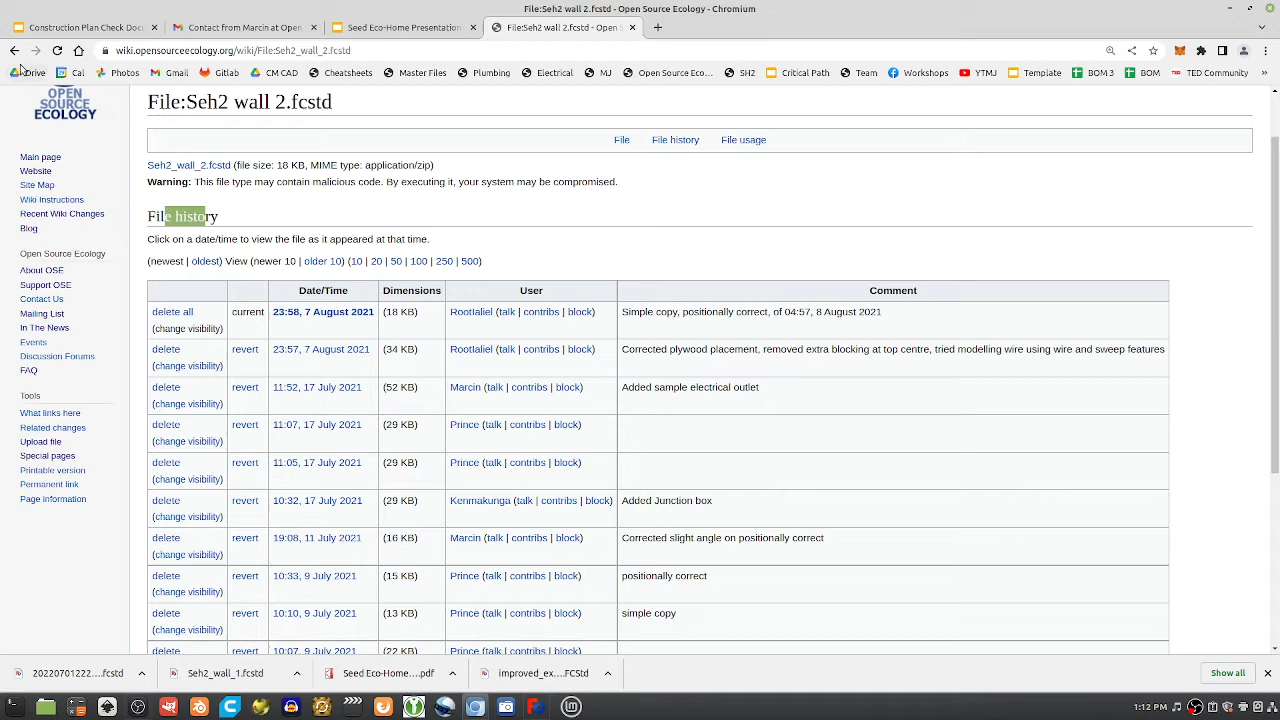 File:Seh2 wall 2.fcstd - Open Source Ecology - Chromium
Construction Plan Check Doc
Contact from Marcin at Open
Seed Eco-Home Presentation
File:Seh2 wall 2.fcstd - Open S
wiki.opensourceecology.org/wiki/File:Seh2_wall_2.fcstd
Drive
Cal
Photos
Gmail
Gitlab
CM CAD
Cheatsheets
MasterFiles
Plumbing
Electrical
MJ
Open Source Eco...
SH2
Critical Path
Team
Workshops
YTMJ
Template
BOM 3
BOM
TED Community
OPEN
SOURCE
ECOLOGY
Main page
Website
Site Map
Wiki Instructions
Recent Wiki Changes
Blog
Open Source Ecology
About OSE
Support OSE
Contact Us
Mailing List
In The News
Events
Discussion Forums
FAQ
Tools
What links here
Related changes
Upload file
Special pages
Printable version
Permanent link
Page information
File:Seh2 wall 2.fcstd
File File history File usage
Seh2_wall_2.fcstd (file size: 18 KB, MIME type: application/zip)
Warning: This file type may contain malicious code. By executing it, your system may be compromised.
File history
Click on a date/time to view the file as it appeared at that time.
(newest | oldest) View (newer 10 | older 10) (10 | 20 | 50 | 100 | 250 | 500)
Date/Time Dimensions User Comment
delete all current 23:58, 7 August 2021 (18 KB) RootIaliel (talk | contribs | block) Simple copy, positionally correct, of 04:57, 8 August 2021
(change visibility)
delete revert 23:57, 7 August 2021 (34 KB) RootIaliel (talk | contribs | block) Corrected plywood placement, removed extra blocking at top centre, tried modelling wire using wire and sweep features
(change visibility)
delete revert 11:52, 17 July 2021 (52 KB) Marcin (talk | contribs | block) Added sample electrical outlet
(change visibility)
delete revert 11:07, 17 July 2021 (29 KB) Prince (talk | contribs | block)
(change visibility)
delete revert 11:05, 17 July 2021 (29 KB) Prince (talk | contribs | block)
(change visibility)
delete revert 10:32, 17 July 2021 (29 KB) Kenmakunga (talk | contribs | block) Added Junction box
(change visibility)
delete revert 19:08, 11 July 2021 (16 KB) Marcin (talk | contribs | block) Corrected slight angle on positionally correct
(change visibility)
delete revert 10:33, 9 July 2021 (15 KB) Prince (talk | contribs | block) positionally correct
(change visibility)
delete revert 10:10, 9 July 2021 (13 KB) Prince (talk | contribs | block) simple copy
(change visibility)
delete revert 10:07, 9 July 2021 (22 KB) Prince (talk | contribs | block)
20220701222....fcstd
Seh2_wall_1.fcstd
Seed Eco-Home....pdf
Improved_ex....FCStd
Show all
1:12 PM